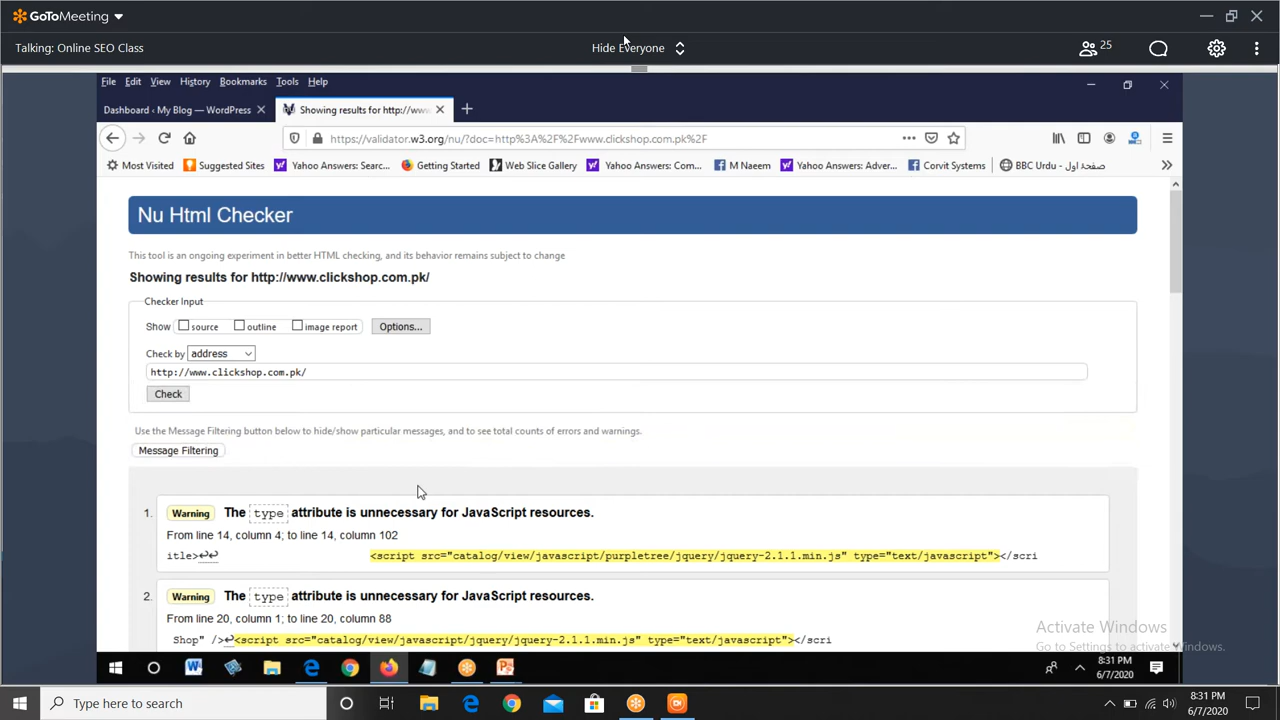 GoToMeeting
Talking: Online SEO Class
Hide Everyone
25
File Edit View History Bookmarks Tools Help
Dashboard ‹ My Blog — WordPress
Showing results for http://www
https://validator.w3.org/nu/?doc=http%3A%2F%2Fwww.clickshop.com.pk%2F
Most Visited Suggested Sites Yahoo Answers: Searc... Getting Started Web Slice Gallery Yahoo Answers: Com... M Naeem Yahoo Answers: Adver... Corvit Systems BBC Urdu - صفحۂ اول
Nu Html Checker
This tool is an ongoing experiment in better HTML checking, and its behavior remains subject to change
Showing results for http://www.clickshop.com.pk/
Checker Input
Show source outline image report Options...
Check by address
http://www.clickshop.com.pk/
Check
Use the Message Filtering button below to hide/show particular messages, and to see total counts of errors and warnings.
Message Filtering
1. Warning The type attribute is unnecessary for JavaScript resources.
From line 14, column 4; to line 14, column 102
itle>↩↩ <script src="catalog/view/javascript/purpletree/jquery/jquery-2.1.1.min.js" type="text/javascript"></scri
2. Warning The type attribute is unnecessary for JavaScript resources.
From line 20, column 1; to line 20, column 88
Shop" />↩<script src="catalog/view/javascript/jquery/jquery-2.1.1.min.js" type="text/javascript"></scri
Activate Windows
Go to Settings to activate Windows.
8:31 PM
6/7/2020
Type here to search
8:31 PM
6/7/2020